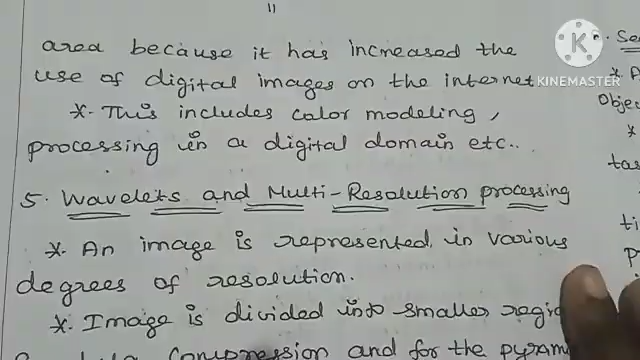 11
area because it has increased the
use of digital images on the internet
*. This includes color modeling,
processing in a digital domain etc..
5. Wavelets and Multi-Resolution processing
*. An image is represented in various
degrees of resolution.
*. Image is divided into smaller
compression and for the
KINEMASTER